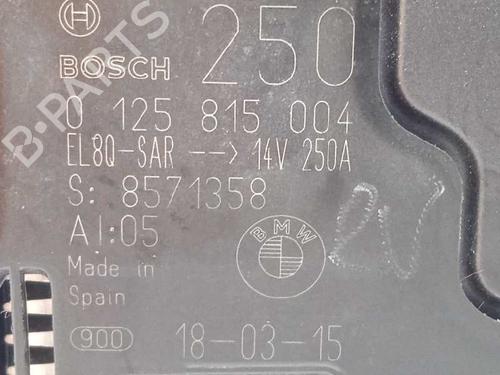 250
BOSCH
0 125 815 004
EL8Q-SAR --> 14V 250A
S: 8571358
AI:05
BMW
Made in
Spain
900
18-03-15
B-PARTS